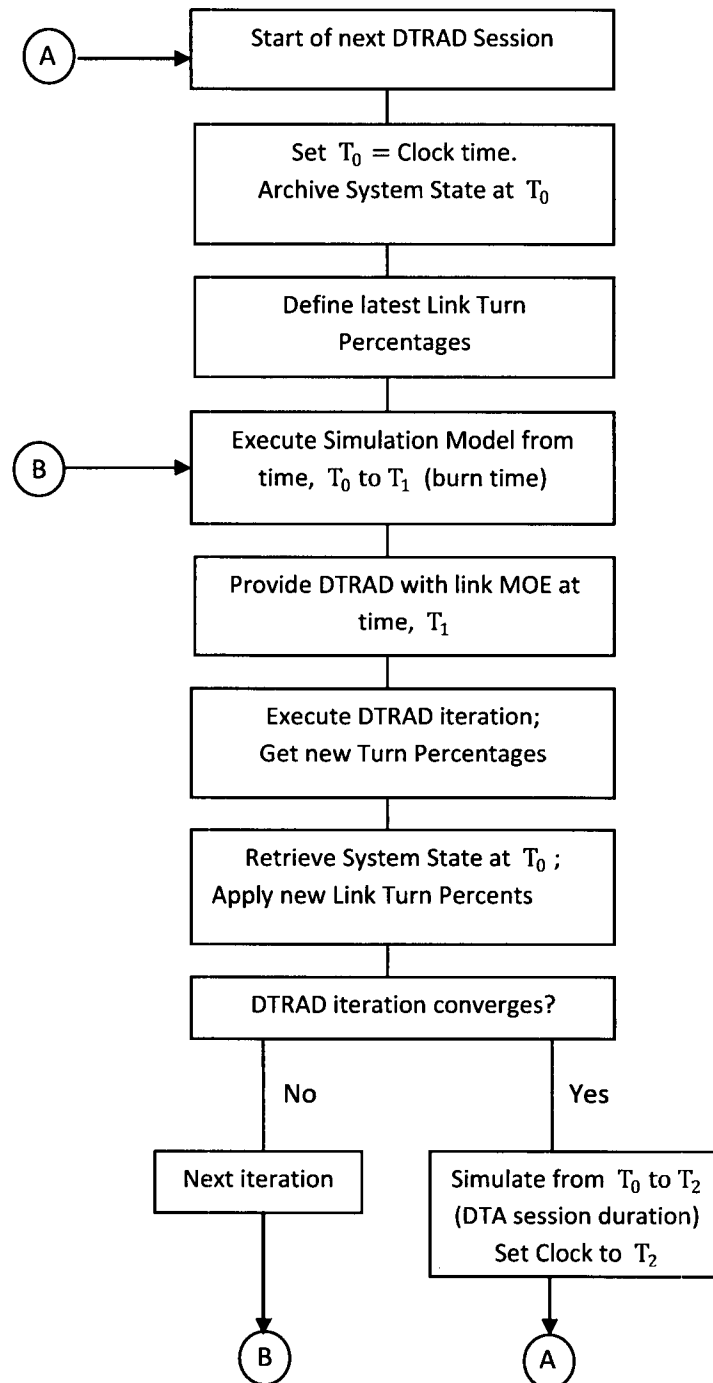 A
Start of next DTRAD Session
Set T₀ = Clock time.
Archive System State at T₀
Define latest Link Turn
Percentages
B
Execute Simulation Model from
time, T₀ to T₁ (burn time)
Provide DTRAD with link MOE at
time, T₁
Execute DTRAD iteration;
Get new Turn Percentages
Retrieve System State at T₀ ;
Apply new Link Turn Percents
DTRAD iteration converges?
No
Yes
Next iteration
Simulate from T₀ to T₂
(DTA session duration)
Set Clock to T₂
B
A